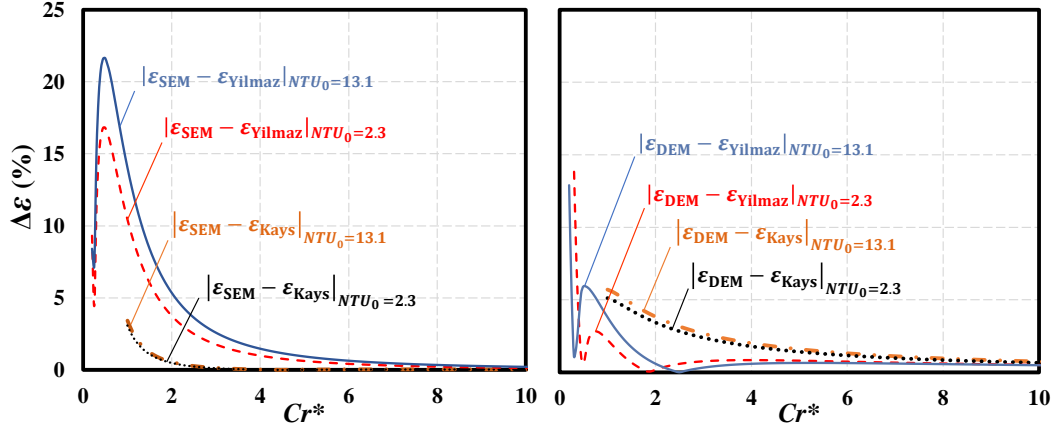 25
20
15
10
5
0
Δε (%)
|εSEM − εYilmaz|NTU₀=13.1
|εSEM − εYilmaz|NTU₀=2.3
|εSEM − εKays|NTU₀=13.1
|εSEM − εKays|NTU₀=2.3
0 2 4 6 8 10
Cr*
|εDEM − εYilmaz|NTU₀=13.1
|εDEM − εYilmaz|NTU₀=2.3
|εDEM − εKays|NTU₀=13.1
|εDEM − εKays|NTU₀=2.3
0 2 4 6 8 10
Cr*